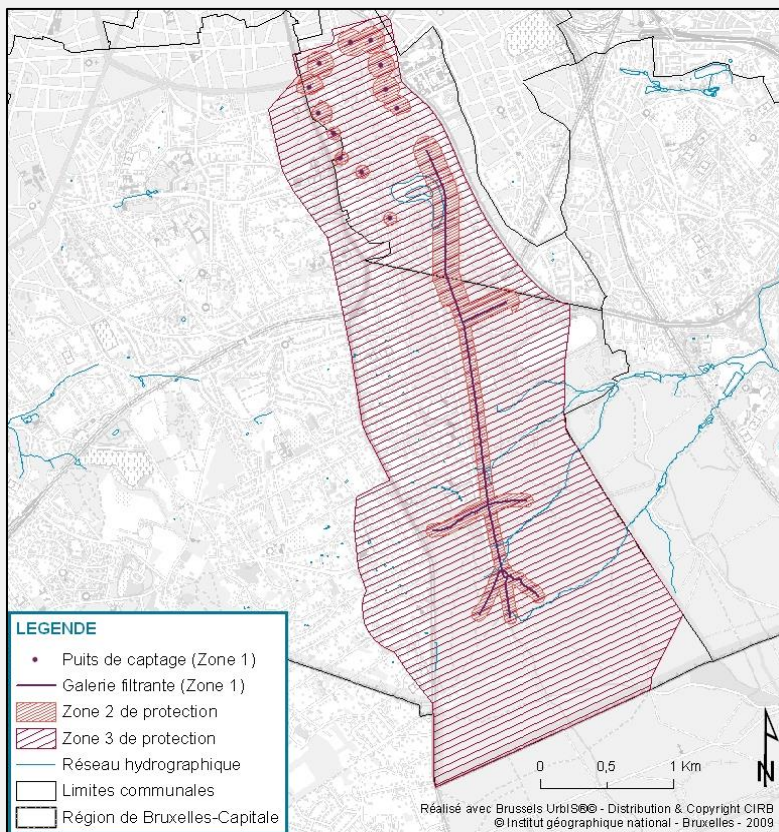 LEGENDE
Puits de captage (Zone 1)
Galerie filtrante (Zone 1)
Zone 2 de protection
Zone 3 de protection
Réseau hydrographique
Limites communales
Région de Bruxelles-Capitale
0 0,5 1 Km
N
Réalisé avec Brussels UrbIS®© - Distribution & Copyright CIRB
© Institut géographique national - Bruxelles - 2009